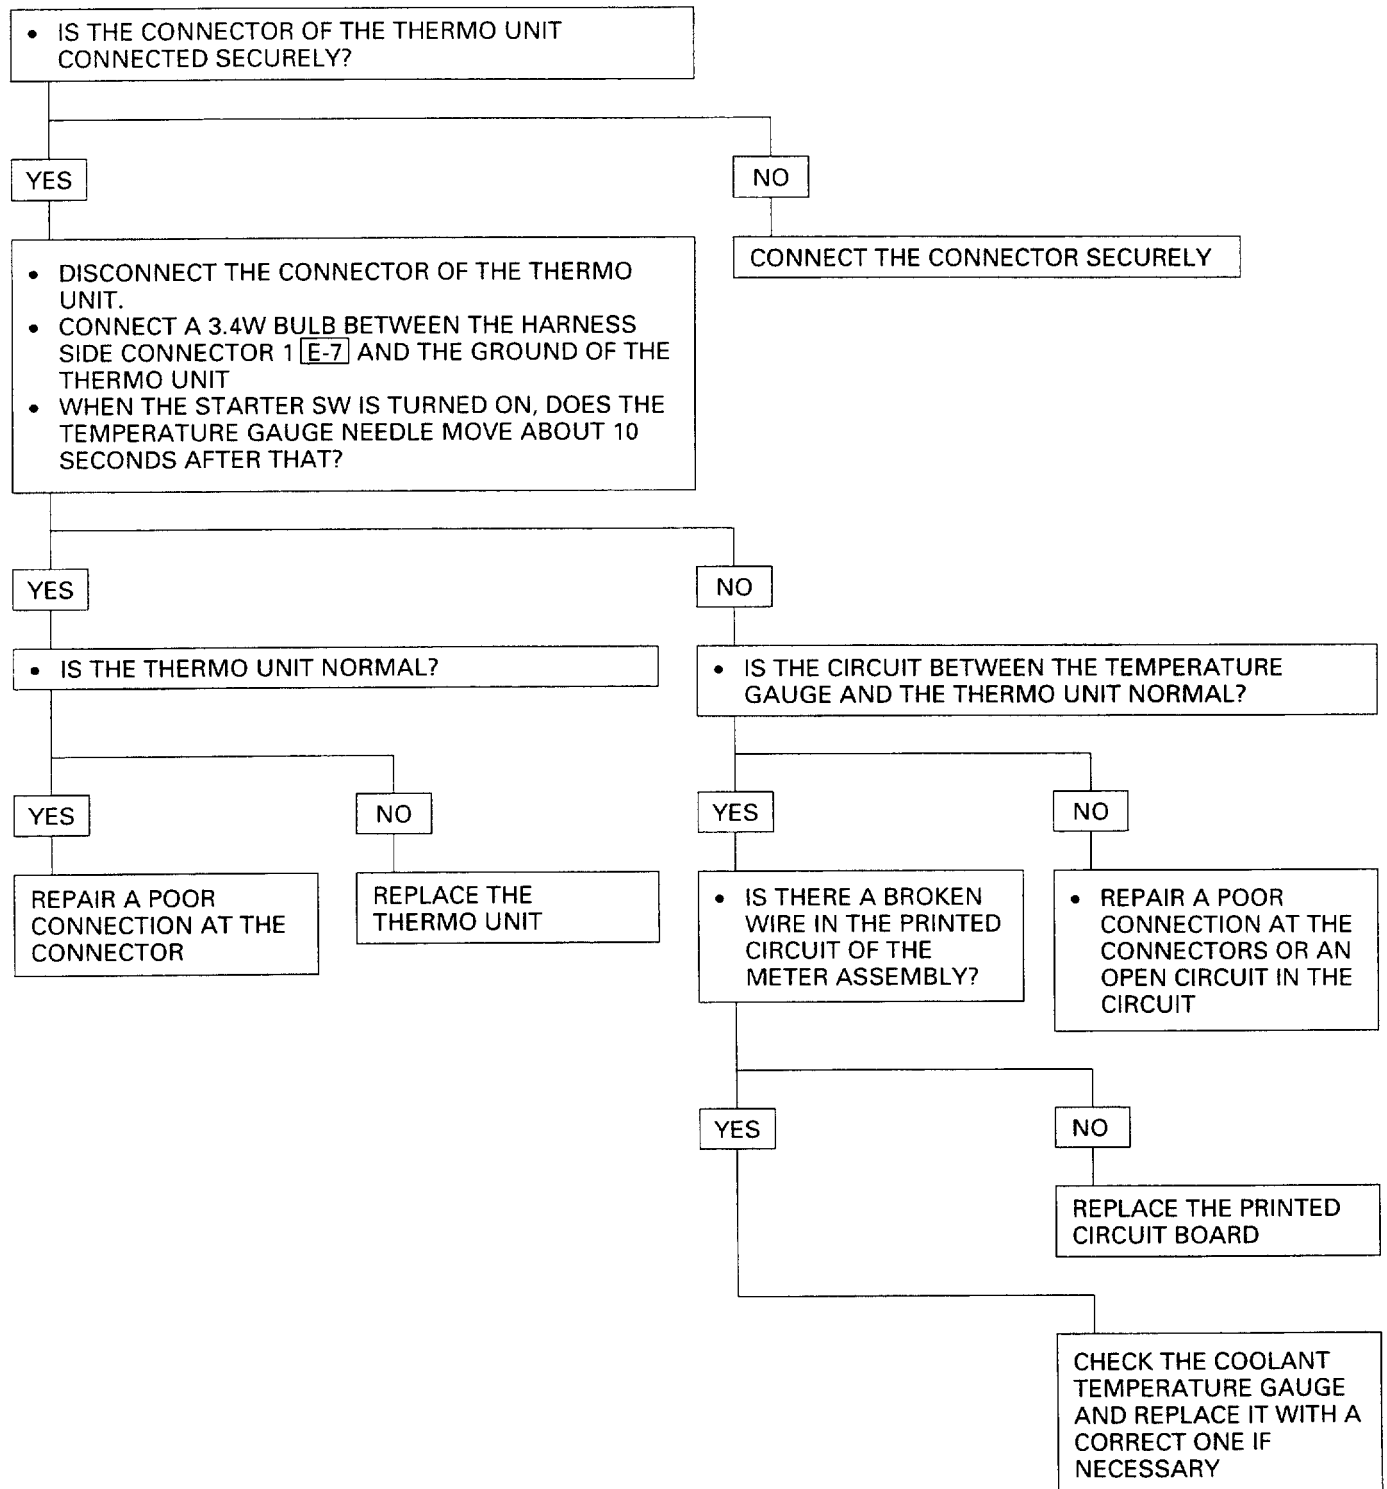 • IS THE CONNECTOR OF THE THERMO UNIT
CONNECTED SECURELY?
YES
NO
CONNECT THE CONNECTOR SECURELY
• DISCONNECT THE CONNECTOR OF THE THERMO
UNIT.
• CONNECT A 3.4W BULB BETWEEN THE HARNESS
SIDE CONNECTOR 1 E-7 AND THE GROUND OF THE
THERMO UNIT
• WHEN THE STARTER SW IS TURNED ON, DOES THE
TEMPERATURE GAUGE NEEDLE MOVE ABOUT 10
SECONDS AFTER THAT?
YES
NO
• IS THE THERMO UNIT NORMAL?
• IS THE CIRCUIT BETWEEN THE TEMPERATURE
GAUGE AND THE THERMO UNIT NORMAL?
YES
NO
YES
NO
REPAIR A POOR
CONNECTION AT THE
CONNECTOR
REPLACE THE
THERMO UNIT
• IS THERE A BROKEN
WIRE IN THE PRINTED
CIRCUIT OF THE
METER ASSEMBLY?
• REPAIR A POOR
CONNECTION AT THE
CONNECTORS OR AN
OPEN CIRCUIT IN THE
CIRCUIT
YES
NO
REPLACE THE PRINTED
CIRCUIT BOARD
CHECK THE COOLANT
TEMPERATURE GAUGE
AND REPLACE IT WITH A
CORRECT ONE IF
NECESSARY